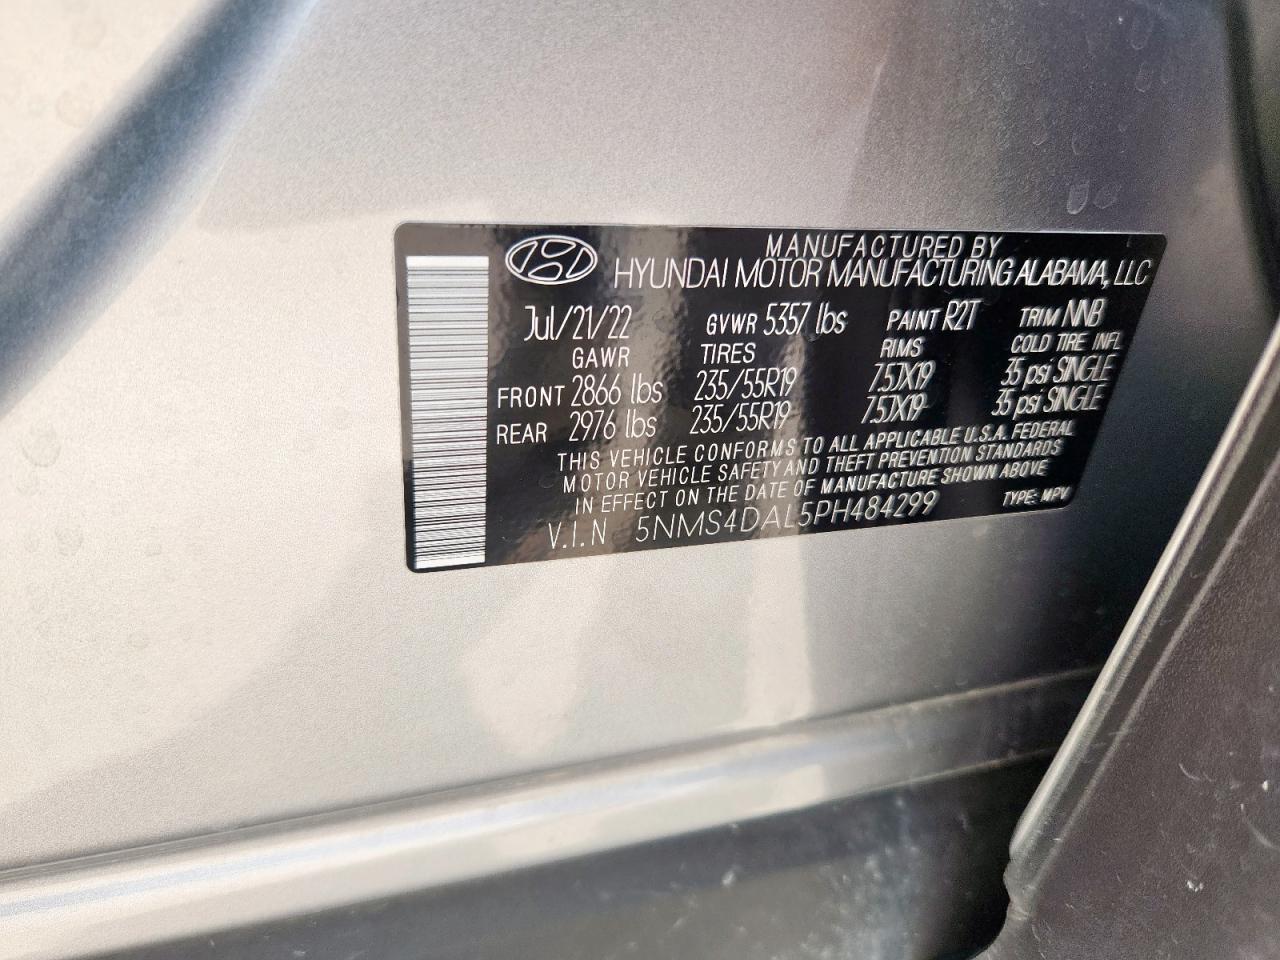 MANUFACTURED BY
HYUNDAI MOTOR MANUFACTURING ALABAMA, LLC
Jul/21/22 GVWR 5357 lbs PAINT R2T TRIM NNB
GAWR TIRES RIMS COLD TIRE INFL
FRONT 2866 lbs 235/55R19 7.5JX19 35 psi SINGLE
REAR 2976 lbs 235/55R19 7.5JX19 35 psi SINGLE
THIS VEHICLE CONFORMS TO ALL APPLICABLE U.S.A. FEDERAL
MOTOR VEHICLE SAFETY AND THEFT PREVENTION STANDARDS
IN EFFECT ON THE DATE OF MANUFACTURE SHOWN ABOVE
V.I.N 5NMS4DAL5PH484299 TYPE: MPV